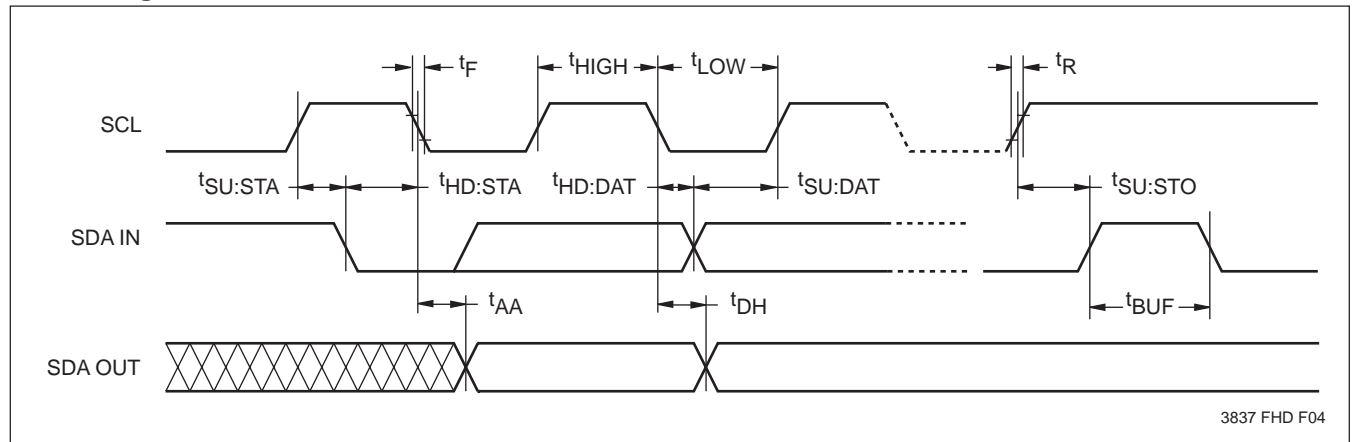 tF
tHIGH
tLOW
tR
SCL
tSU:STA
tHD:STA
tHD:DAT
tSU:DAT
tSU:STO
SDA IN
tAA
tDH
tBUF
SDA OUT
3837 FHD F04